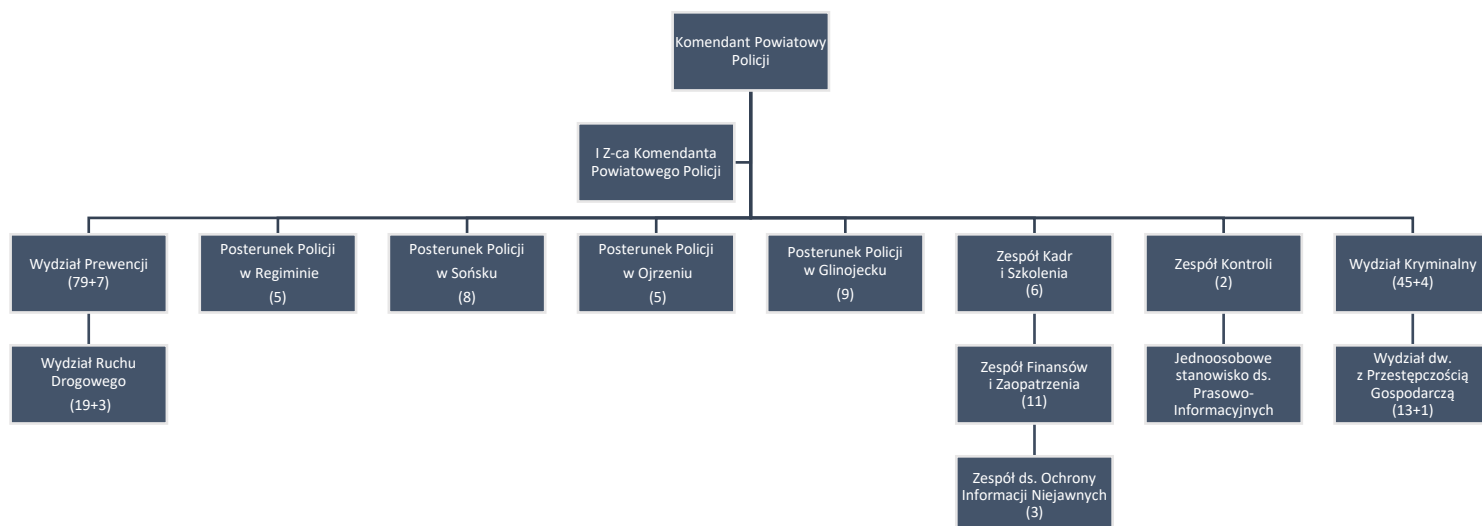 Komendant Powiatowy
Policji
I Z-ca Komendanta
Powiatowego Policji
Wydział Prewencji
(79+7)
Posterunek Policji
w Regiminie
(5)
Posterunek Policji
w Sońsku
(8)
Posterunek Policji
w Ojrzeniu
(5)
Posterunek Policji
w Glinojecku
(9)
Zespół Kadr
i Szkolenia
(6)
Zespół Kontroli
(2)
Wydział Kryminalny
(45+4)
Wydział Ruchu
Drogowego
(19+3)
Zespół Finansów
i Zaopatrzenia
(11)
Jednoosobowe
stanowisko ds.
Prasowo-
Informacyjnych
Wydział dw.
z Przestępczością
Gospodarczą
(13+1)
Zespół ds. Ochrony
Informacji Niejawnych
(3)